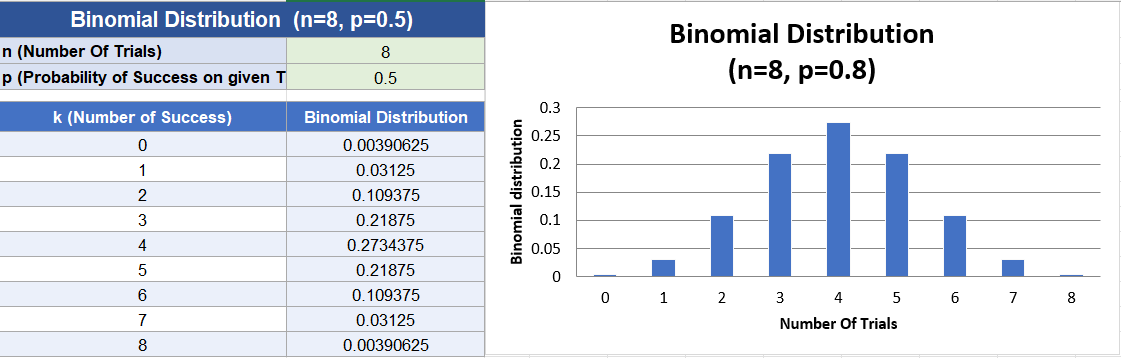 Binomial Distribution (n=8, p=0.5)
n (Number Of Trials) 8
p (Probability of Success on given T 0.5
k (Number of Success) Binomial Distribution
0 0.00390625
1 0.03125
2 0.109375
3 0.21875
4 0.2734375
5 0.21875
6 0.109375
7 0.03125
8 0.00390625
Binomial Distribution
(n=8, p=0.8)
Binomial distribution
0.3
0.25
0.2
0.15
0.1
0.05
0
0 1 2 3 4 5 6 7 8
Number Of Trials